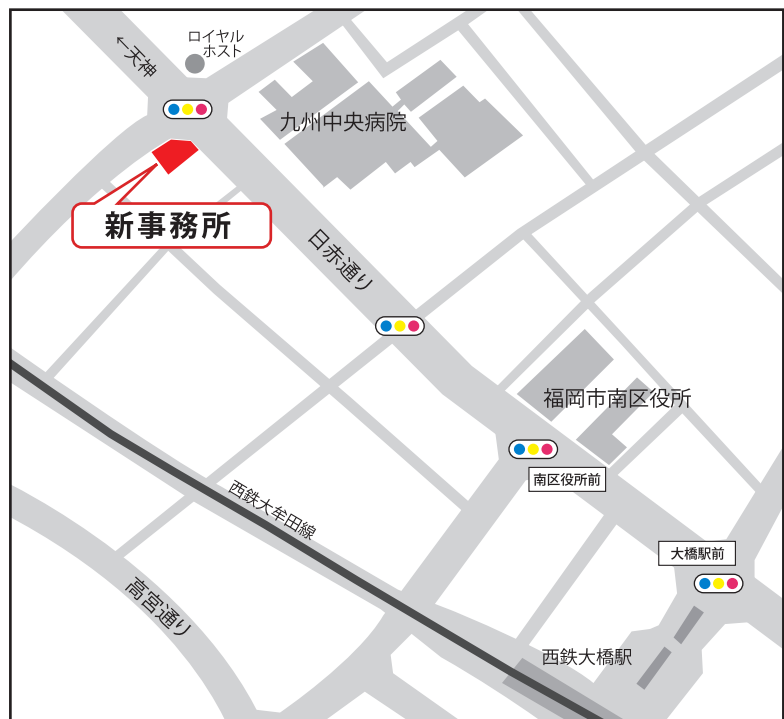 ロイヤル
ホスト
←天神
九州中央病院
新事務所
日赤通り
福岡市南区役所
南区役所前
西鉄大牟田線
大橋駅前
高宮通り
西鉄大橋駅